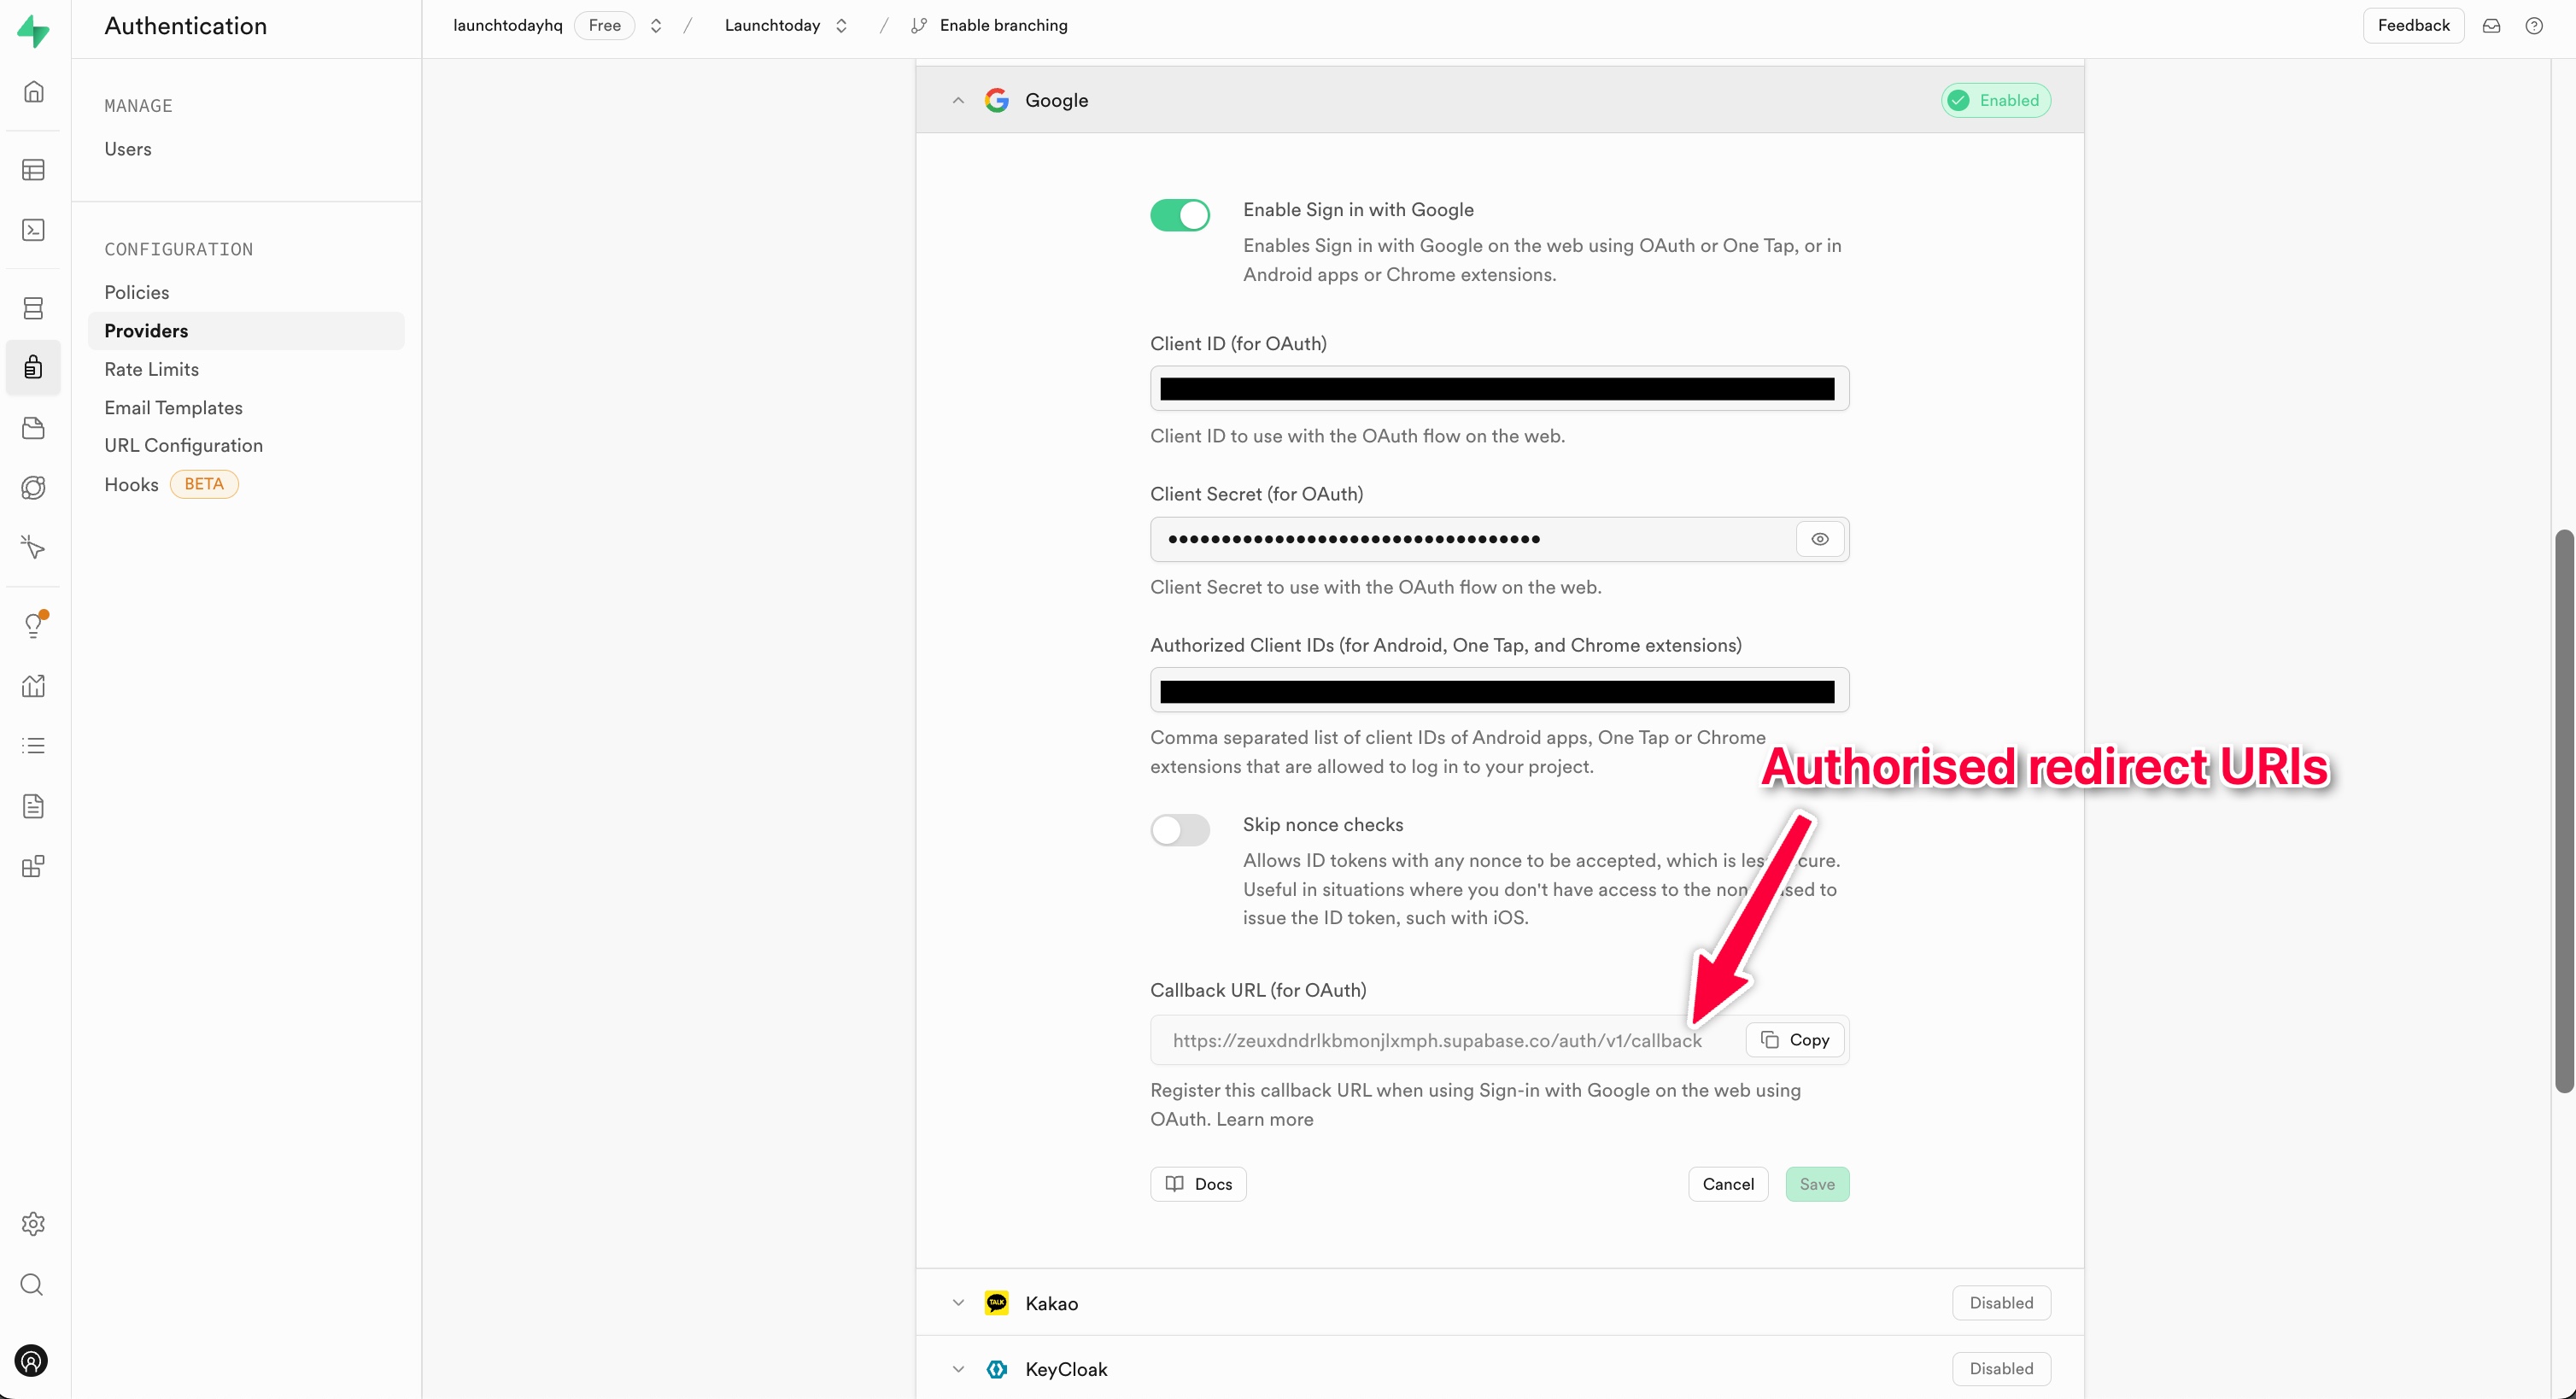 Authentication
launchtodayhq Free / Launchtoday / Enable branching
Feedback
MANAGE
Users
CONFIGURATION
Policies
Providers
Rate Limits
Email Templates
URL Configuration
Hooks BETA
Google
Enabled
Enable Sign in with Google
Enables Sign in with Google on the web using OAuth or One Tap, or in
Android apps or Chrome extensions.
Client ID (for OAuth)
Client ID to use with the OAuth flow on the web.
Client Secret (for OAuth)
Client Secret to use with the OAuth flow on the web.
Authorized Client IDs (for Android, One Tap, and Chrome extensions)
Comma separated list of client IDs of Android apps, One Tap or Chrome
extensions that are allowed to log in to your project.
Authorised redirect URIs
Skip nonce checks
Allows ID tokens with any nonce to be accepted, which is les cure.
Useful in situations where you don't have access to the non sed to
issue the ID token, such with iOS.
Callback URL (for OAuth)
https://zeuxdndrlkbmonjlxmph.supabase.co/auth/v1/callback
Copy
Register this callback URL when using Sign-in with Google on the web using
OAuth. Learn more
Docs
Cancel
Save
TALK
Kakao
Disabled
KeyCloak
Disabled